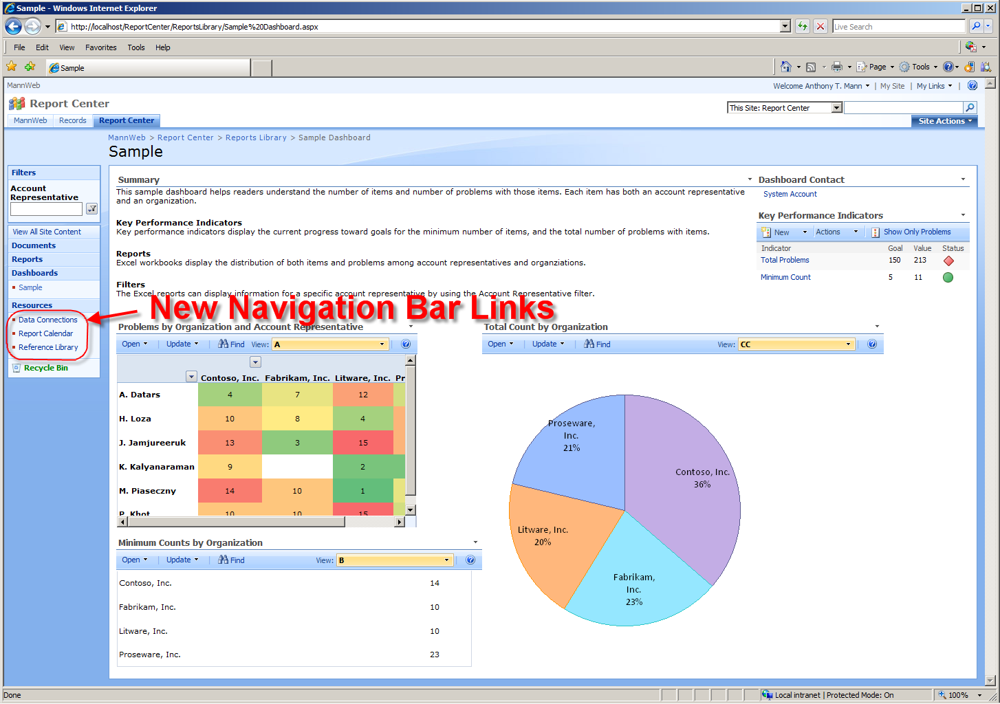 Sample - Windows Internet Explorer
http://localhost/ReportCenter/ReportsLibrary/Sample%20Dashboard.aspx
Live Search
File Edit View Favorites Tools Help
Sample
Page Tools
MannWeb
Welcome Anthony T. Mann | My Site | My Links |
Report Center
This Site: Report Center
MannWeb Records Report Center
Site Actions
MannWeb > Report Center > Reports Library > Sample Dashboard
Sample
Filters
Account
Representative
View All Site Content
Documents
Reports
Dashboards
Sample
Resources
Data Connections
Report Calendar
Reference Library
Recycle Bin
Summary
This sample dashboard helps readers understand the number of items and number of problems with those items. Each item has both an account representative
and an organization.
Key Performance Indicators
Key performance indicators display the current progress toward goals for the minimum number of items, and the total number of problems with items.
Reports
Excel workbooks display the distribution of both items and problems among account representatives and organziations.
Filters
The Excel reports can display information for a specific account representative by using the Account Representative filter.
New Navigation Bar Links
Dashboard Contact
System Account
Key Performance Indicators
New Actions Show Only Problems
Indicator Goal Value Status
Total Problems 150 213
Minimum Count 5 11
Problems by Organization and Account Representative
Open Update Find View: A
Contoso, Inc. Fabrikam, Inc. Litware, Inc. Pr
A. Datars 4 7 12
H. Loza 10 8 4
J. Jamjureeruk 13 3 15
K. Kalyanaraman 9 2
M. Piaseczny 14 10 1
P. Khot 10 10 15
Total Count by Organization
Open Update Find View: CC
Proseware,
Inc.
21%
Contoso, Inc.
36%
Litware, Inc.
20%
Fabrikam,
Inc.
23%
Minimum Counts by Organization
Open Update Find View: B
Contoso, Inc. 14
Fabrikam, Inc. 10
Litware, Inc. 10
Proseware, Inc. 23
Done
Local intranet | Protected Mode: On
100%